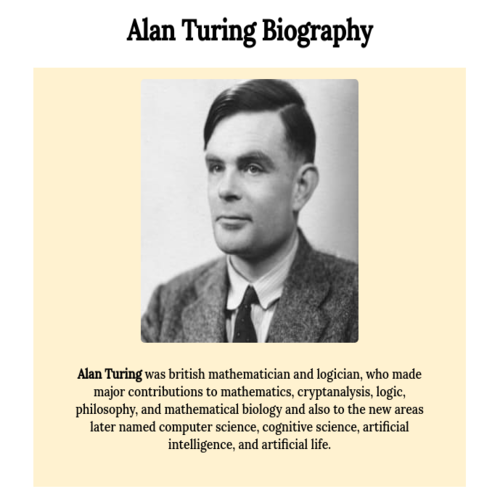 Alan Turing Biography
Alan Turing was british mathematician and logician, who made
major contributions to mathematics, cryptanalysis, logic,
philosophy, and mathematical biology and also to the new areas
later named computer science, cognitive science, artificial
intelligence, and artificial life.